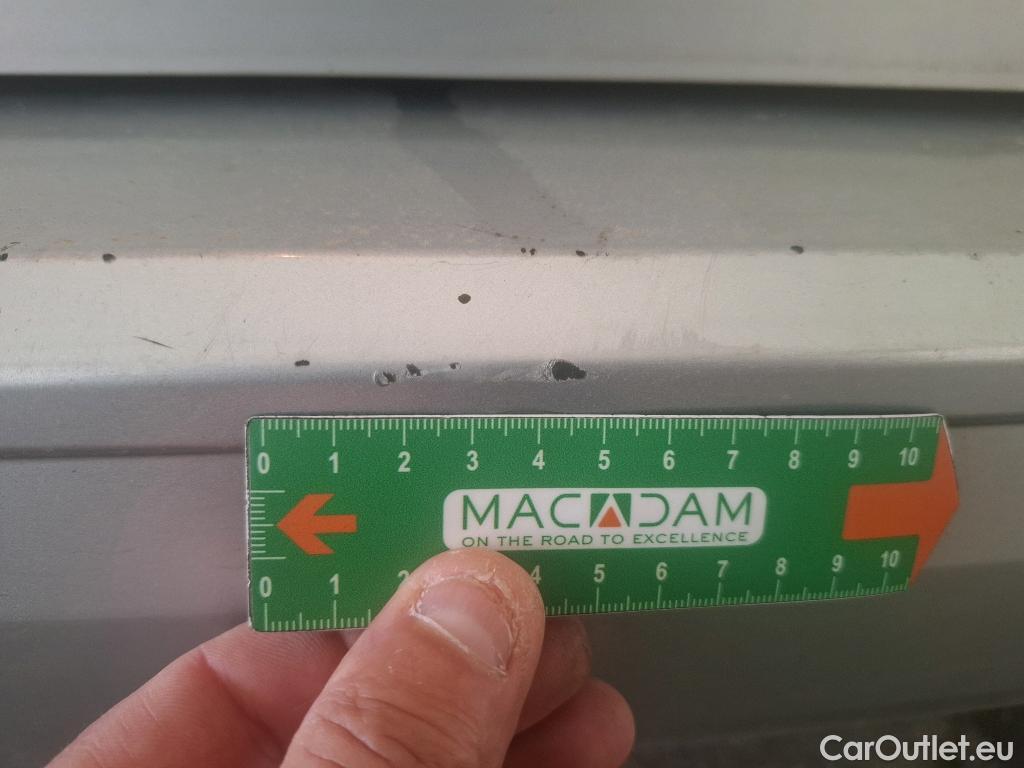 0 1 2 3 4 5 6 7 8 9 10
MACADAM
ON THE ROAD TO EXCELLENCE
0 1 2 4 5 6 7 8 9 10
CarOutlet.eu